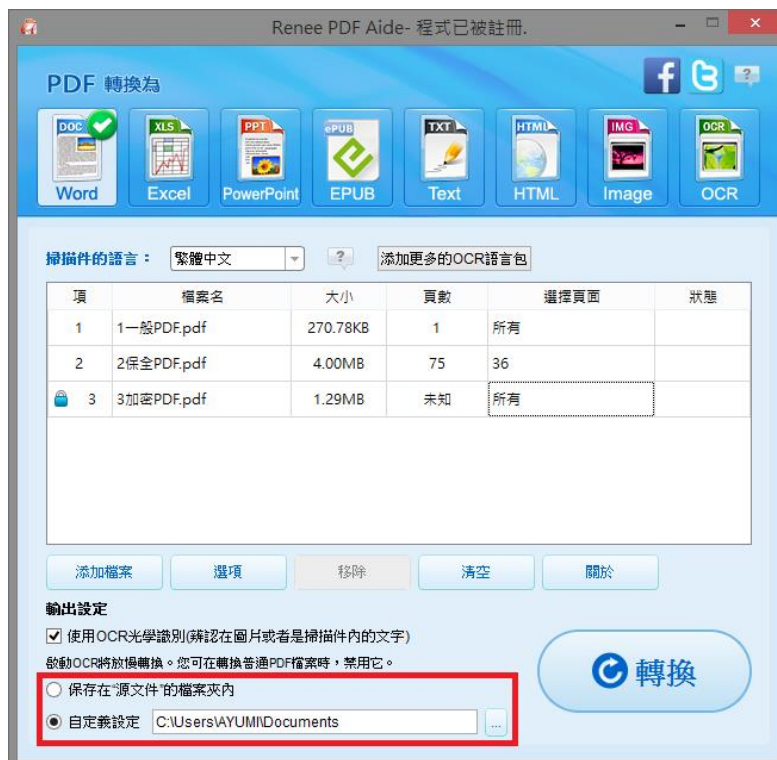 Renee PDF Aide- 程式已被註冊.
PDF 轉換為
DOC XLS PPT ePUB TXT HTML IMG OCR
Word Excel PowerPoint EPUB Text HTML Image OCR
掃描件的語言： 繁體中文 ? 添加更多的OCR語言包
項 檔案名 大小 頁數 選擇頁面 狀態
1 1一般PDF.pdf 270.78KB 1 所有
2 2保全PDF.pdf 4.00MB 75 36
3 3加密PDF.pdf 1.29MB 未知 所有
添加檔案 選項 移除 清空 關於
輸出設定
使用OCR光學識別(辨認在圖片或者是掃描件內的文字)
啟動OCR將放慢轉換。您可在轉換普通PDF檔案時，禁用它。
轉換
保存在"源文件"的檔案夾內
自定義設定 C:\Users\AYUMI\Documents ...